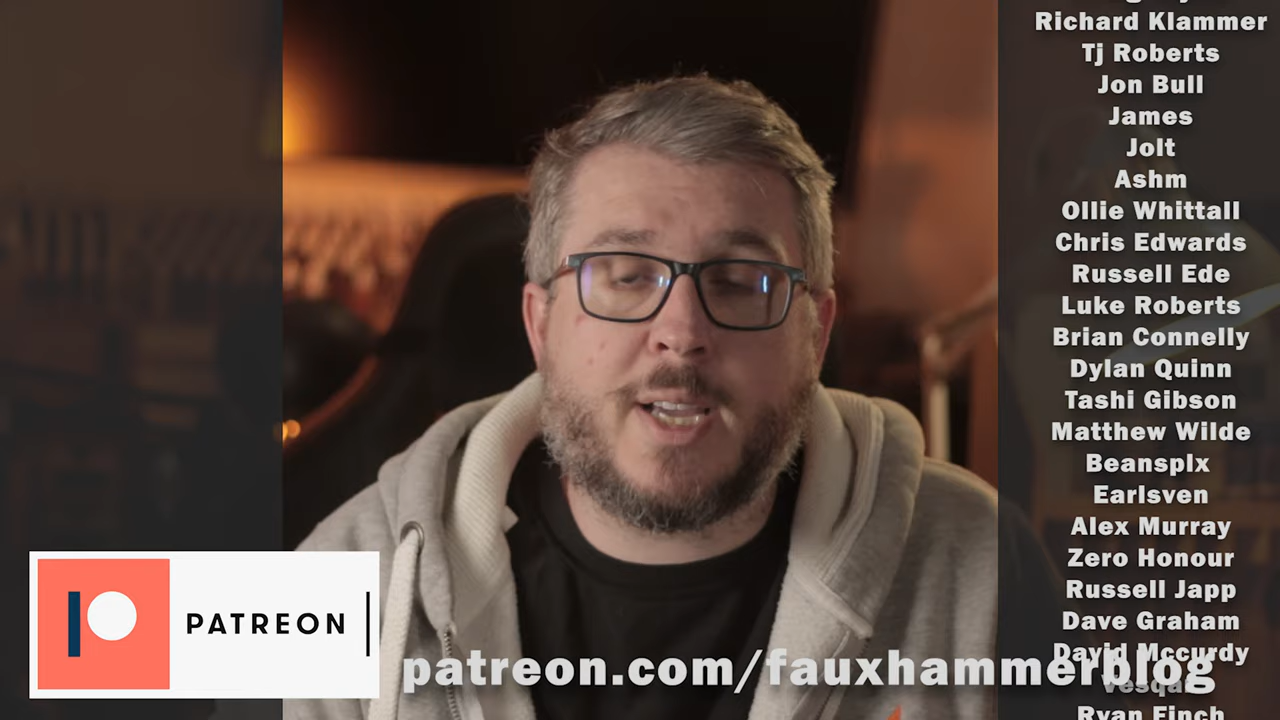 Richard Klammer
Tj Roberts
Jon Bull
James
Jolt
Ashm
Ollie Whittall
Chris Edwards
Russell Ede
Luke Roberts
Brian Connelly
Dylan Quinn
Tashi Gibson
Matthew Wilde
Beansplx
Earlsven
Alex Murray
Zero Honour
Russell Japp
Dave Graham
David Mccurdy
Ryan Finch
PATREON
patreon.com/fauxhammerblog